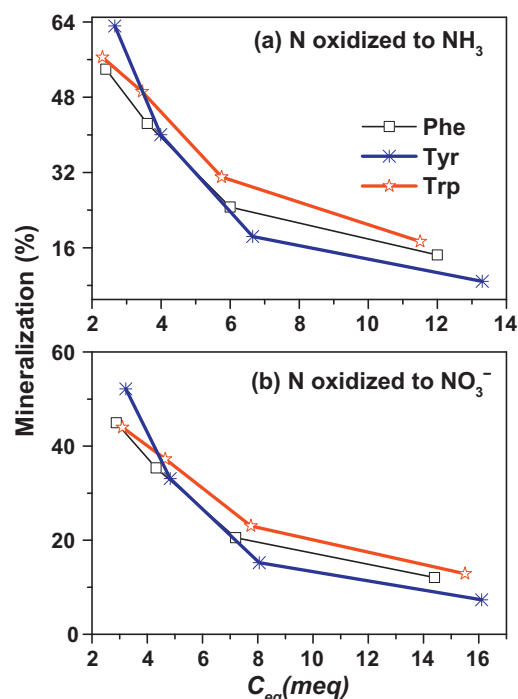 64
48
32
16
(a) N oxidized to NH₃
Phe
Tyr
Trp
2 4 6 8 10 12 14
Mineralization (%)
60
40
20
0
(b) N oxidized to NO₃⁻
2 4 6 8 10 12 14 16
C_eq(meq)